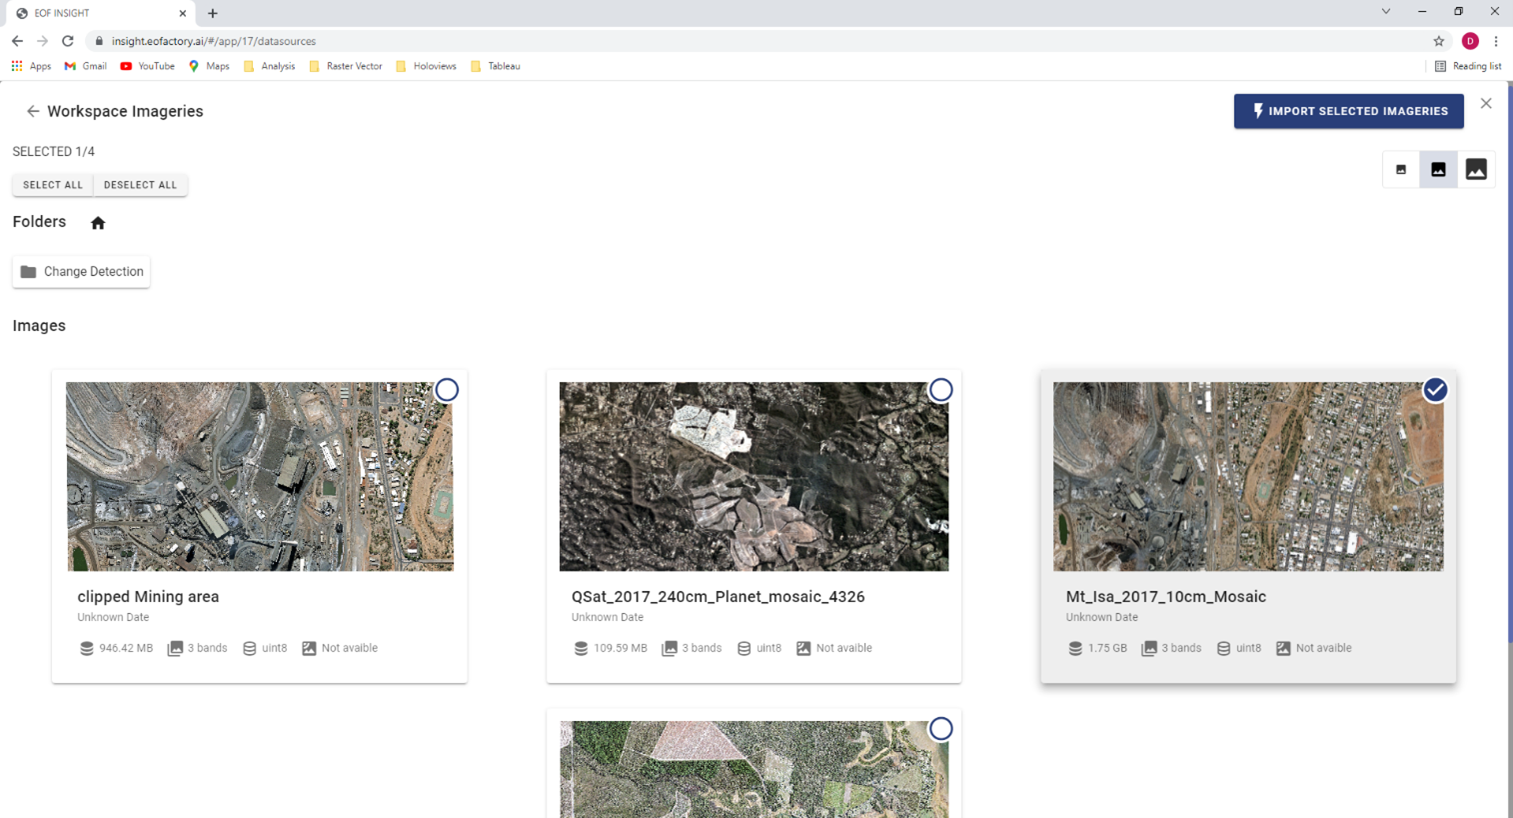 EOF INSIGHT
insight.eofactory.ai/#/app/17/datasources
D
Apps Gmail YouTube Maps Analysis Raster Vector Holoviews Tableau Reading list
Workspace Imageries
IMPORT SELECTED IMAGERIES
SELECTED 1/4
SELECT ALL DESELECT ALL
Folders
Change Detection
Images
clipped Mining area
Unknown Date
946.42 MB 3 bands uint8 Not avaible
QSat_2017_240cm_Planet_mosaic_4326
Unknown Date
109.59 MB 3 bands uint8 Not avaible
Mt_Isa_2017_10cm_Mosaic
Unknown Date
1.75 GB 3 bands uint8 Not avaible